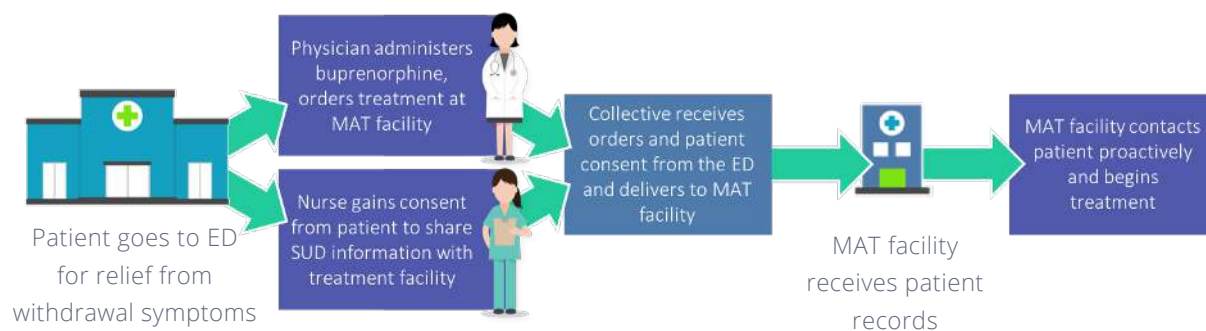 Patient goes to ED
for relief from
withdrawal symptoms
Physician administers
buprenorphine,
orders treatment at
MAT facility
Nurse gains consent
from patient to share
SUD information with
treatment facility
Collective receives
orders and patient
consent from the ED
and delivers to MAT
facility
MAT facility
receives patient
records
MAT facility contacts
patient proactively
and begins
treatment